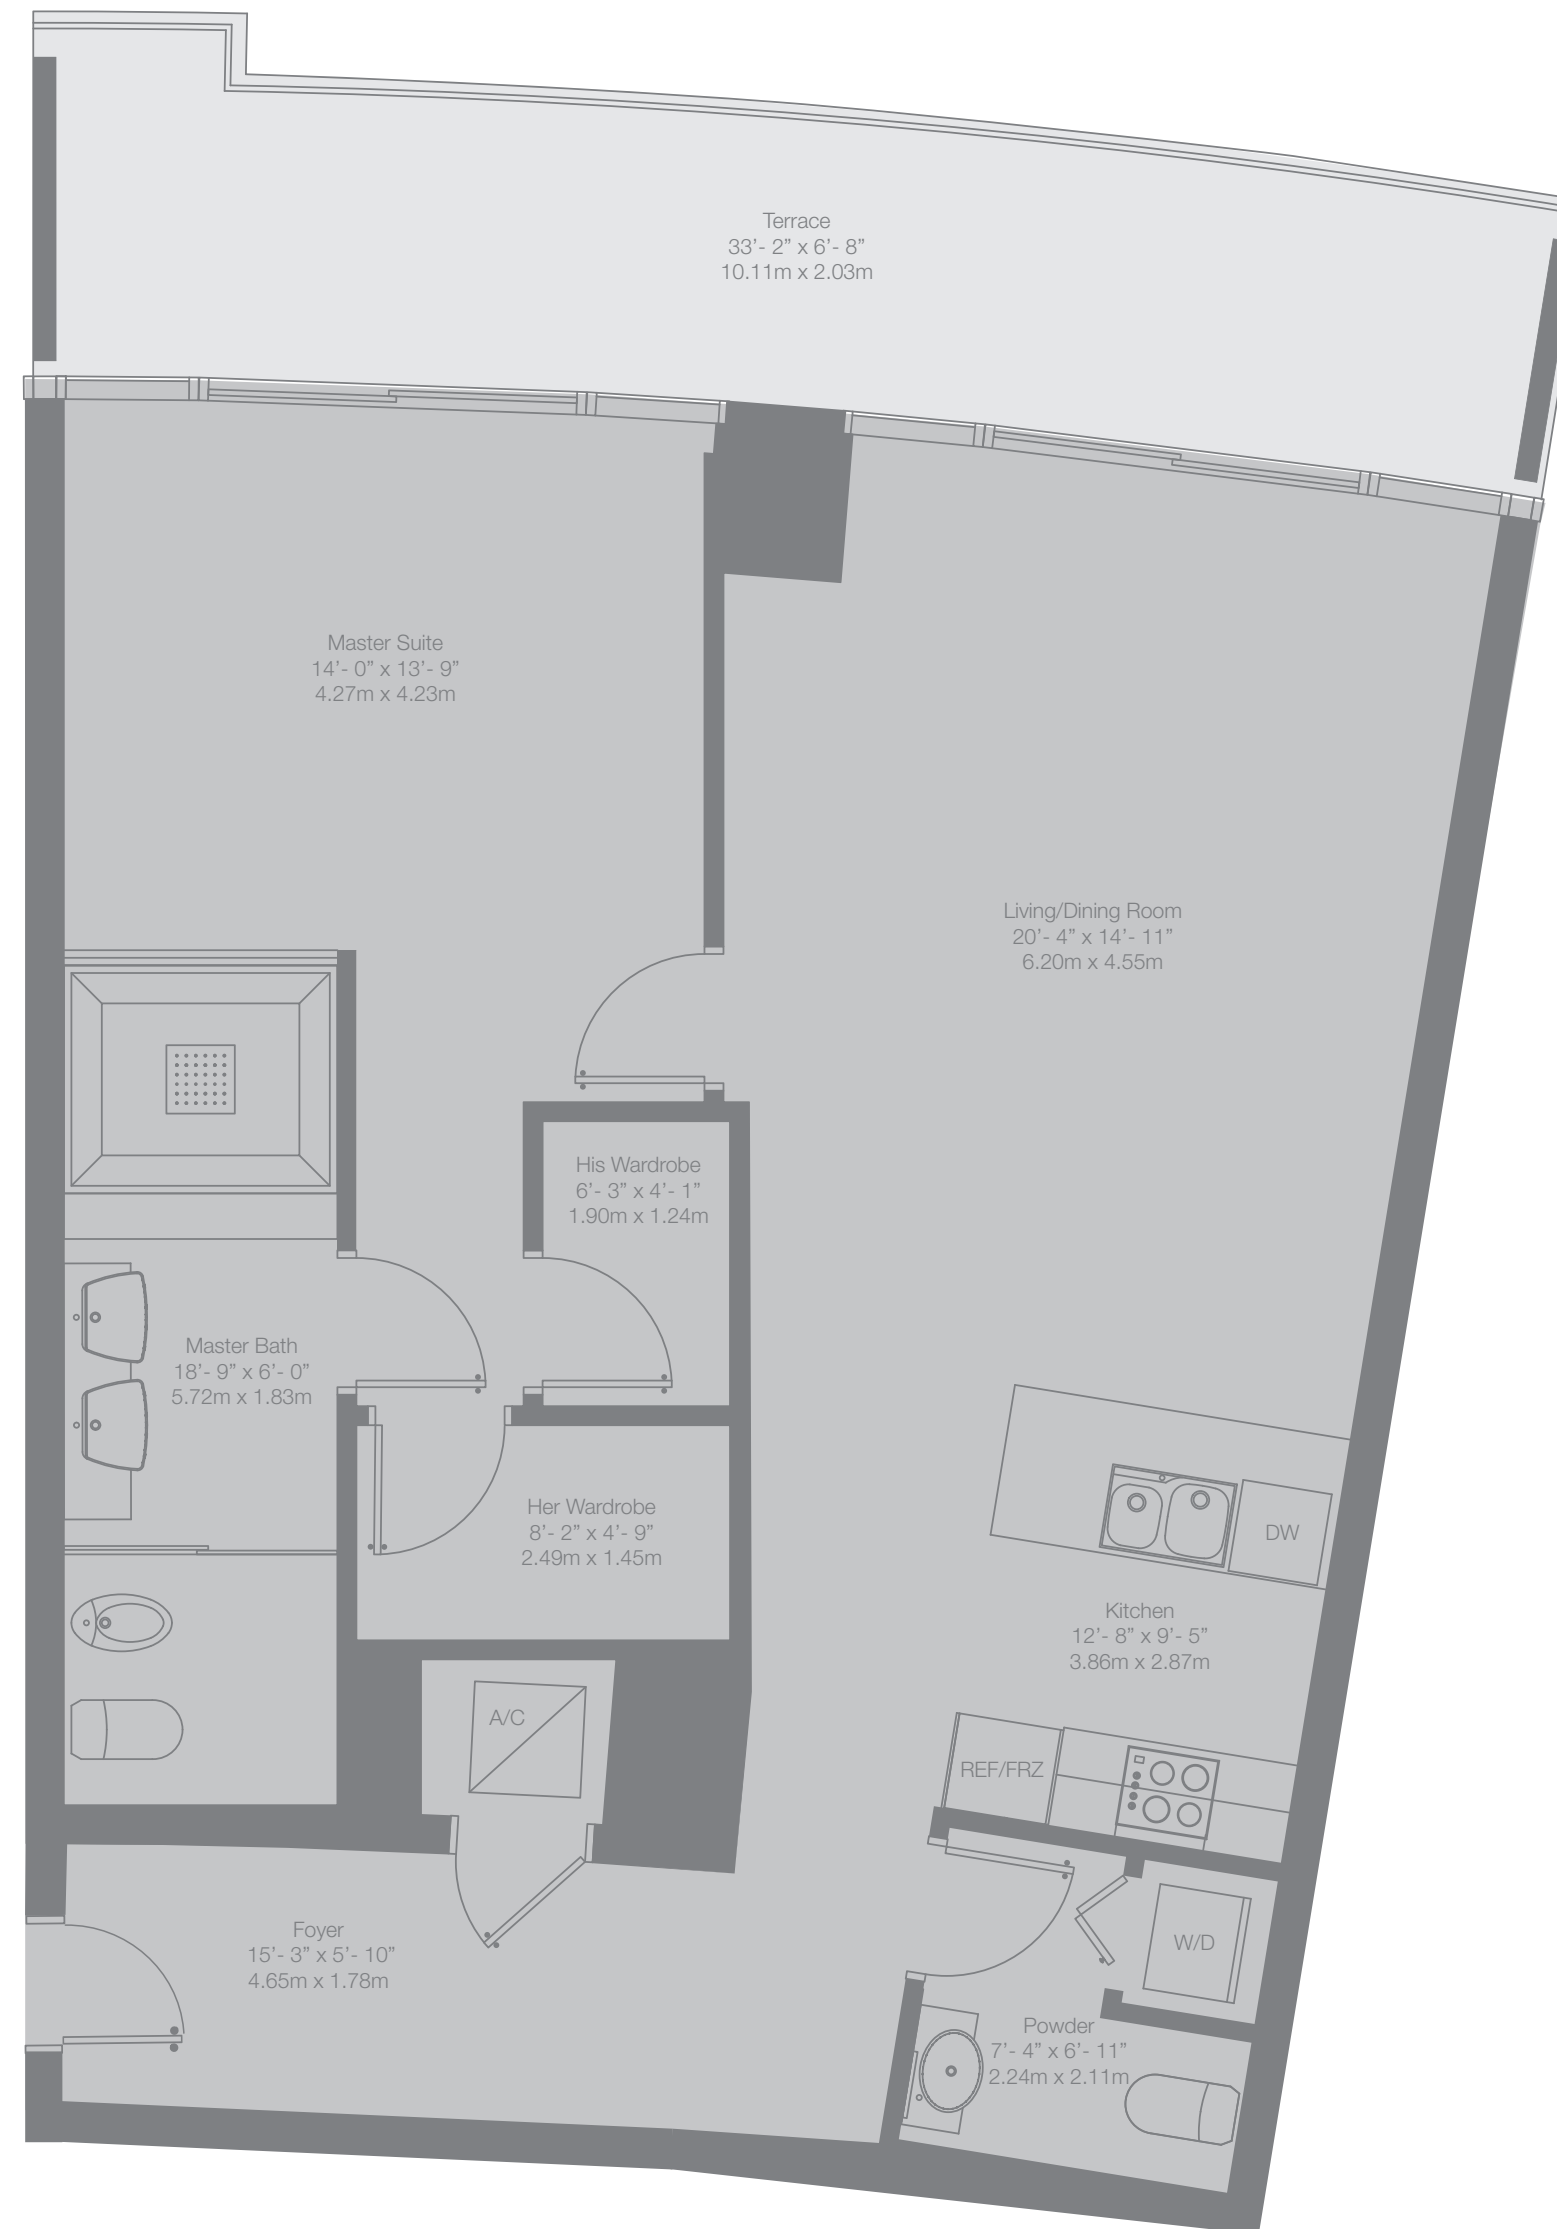 Terrace
33’- 2” x 6’- 8”
10.11m x 2.03m
Master Suite
14’- 0” x 13’- 9”
4.27m x 4.23m
Living/Dining Room
20’- 4” x 14’- 11”
6.20m x 4.55m
His Wardrobe
6’- 3” x 4’- 1”
1.90m x 1.24m
Master Bath
18’- 9” x 6’- 0”
5.72m x 1.83m
Her Wardrobe
8’- 2” x 4’- 9”
2.49m x 1.45m
DW
Kitchen
12’- 8” x 9’- 5”
3.86m x 2.87m
A/C
REF/FRZ
Foyer
15’- 3” x 5’- 10”
4.65m x 1.78m
W/D
Powder
7’- 4” x 6’- 11”
2.24m x 2.11m